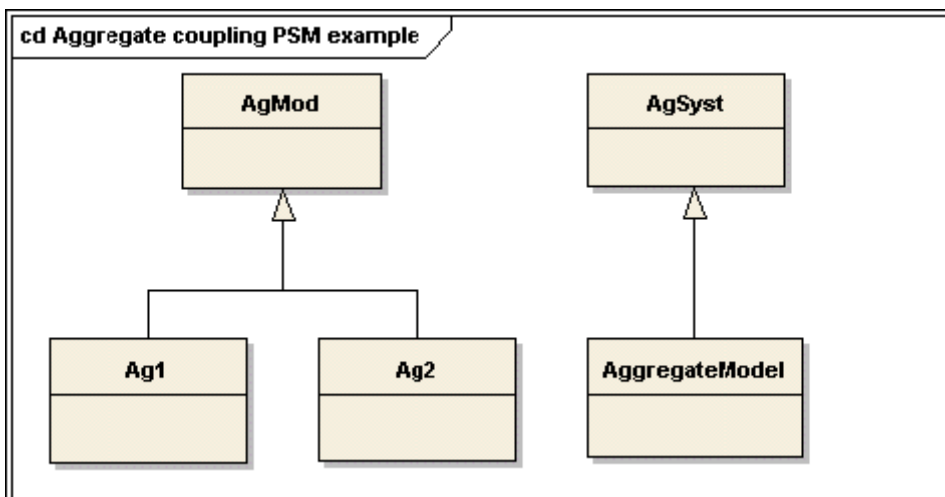 cd Aggregate coupling PSM example
AgMod
AgSyst
Ag1
Ag2
AggregateModel